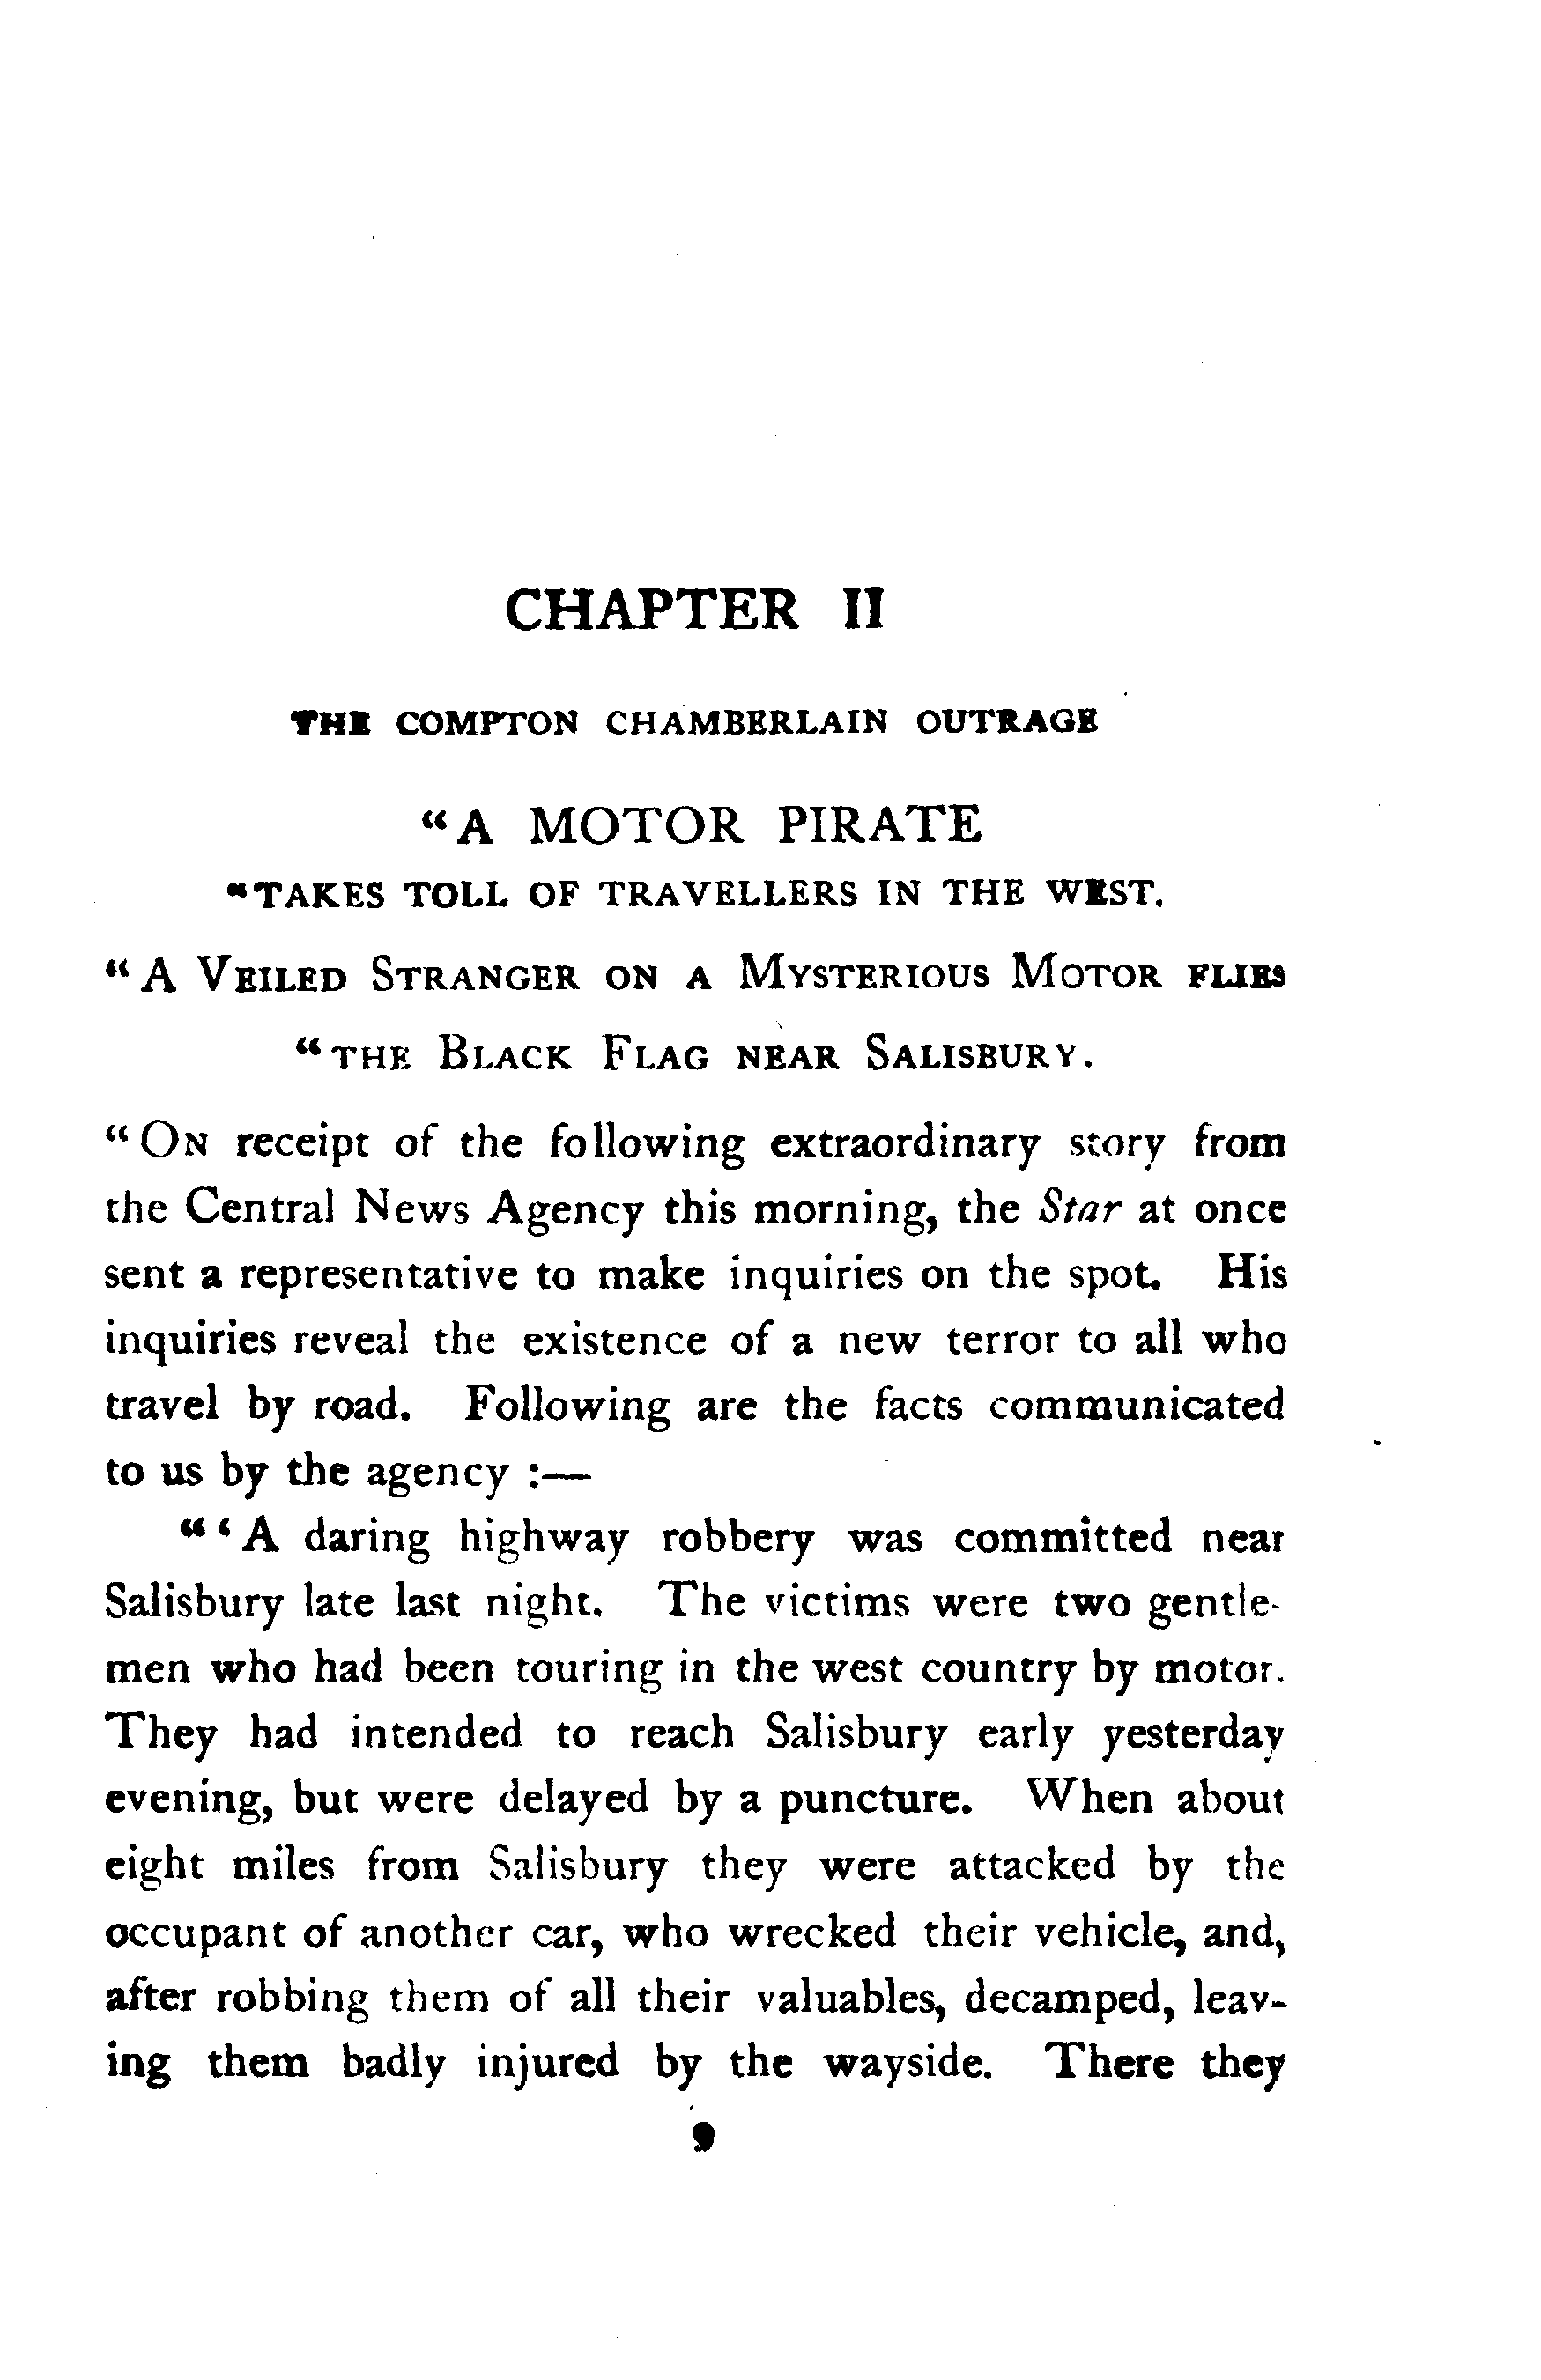 CHAPTER II
THE COMPTON CHAMBERLAIN OUTRAGE
“A MOTOR PIRATE
“TAKES TOLL OF TRAVELLERS IN THE WEST.
“A VEILED STRANGER ON A MYSTERIOUS MOTOR FLIES
“THE BLACK FLAG NEAR SALISBURY.
“ON receipt of the following extraordinary story from
the Central News Agency this morning, the Star at once
sent a representative to make inquiries on the spot. His
inquiries reveal the existence of a new terror to all who
travel by road. Following are the facts communicated
to us by the agency :—
“‘A daring highway robbery was committed near
Salisbury late last night. The victims were two gentle-
men who had been touring in the west country by motor.
They had intended to reach Salisbury early yesterday
evening, but were delayed by a puncture. When about
eight miles from Salisbury they were attacked by the
occupant of another car, who wrecked their vehicle, and,
after robbing them of all their valuables, decamped, leav-
ing them badly injured by the wayside. There they
9